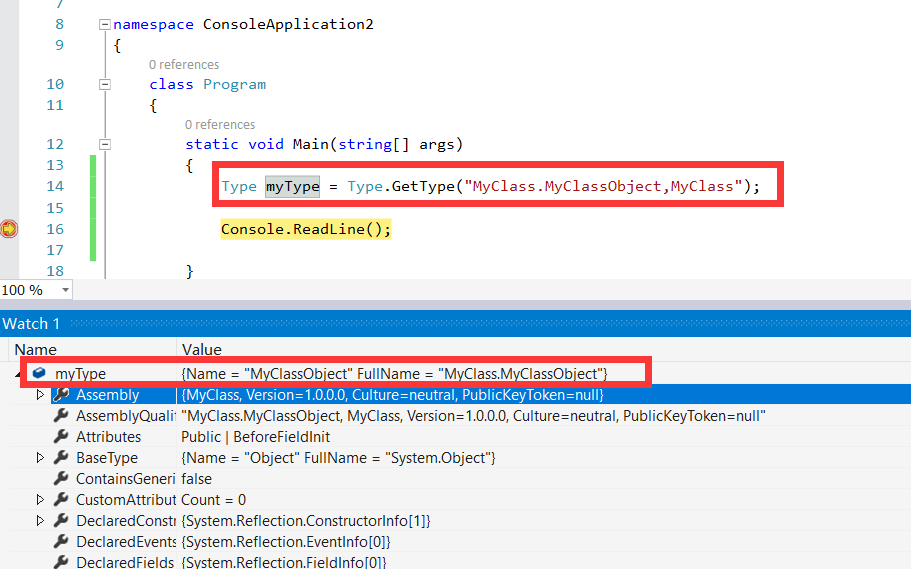 7
8 namespace ConsoleApplication2
9 {
0 references
10 class Program
11 {
0 references
12 static void Main(string[] args)
13 {
14 Type myType = Type.GetType("MyClass.MyClassObject,MyClass");
15
16 Console.ReadLine();
17
18 }
100 %
Watch 1
Name Value
myType {Name = "MyClassObject" FullName = "MyClass.MyClassObject"}
Assembly {MyClass, Version=1.0.0.0, Culture=neutral, PublicKeyToken=null}
AssemblyQualif "MyClass.MyClassObject, MyClass, Version=1.0.0.0, Culture=neutral, PublicKeyToken=null"
Attributes Public | BeforeFieldInit
BaseType {Name = "Object" FullName = "System.Object"}
ContainsGeneri false
CustomAttribut Count = 0
DeclaredConstr {System.Reflection.ConstructorInfo[1]}
DeclaredEvents {System.Reflection.EventInfo[0]}
DeclaredFields {System.Reflection.FieldInfo[0]}